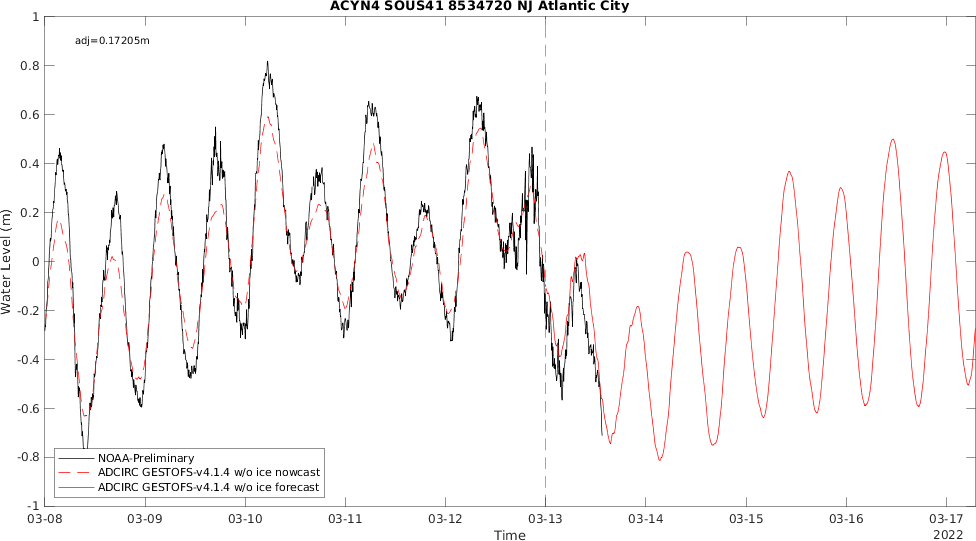 ACYN4 SOUS41 8534720 NJ Atlantic City
adj=0.17205m
Water Level (m)
1
0.8
0.6
0.4
0.2
0
-0.2
-0.4
-0.6
-0.8
-1
NOAA-Preliminary
ADCIRC GESTOFS-v4.1.4 w/o ice nowcast
ADCIRC GESTOFS-v4.1.4 w/o ice forecast
03-08 03-09 03-10 03-11 03-12 03-13 03-14 03-15 03-16 03-17
Time
2022